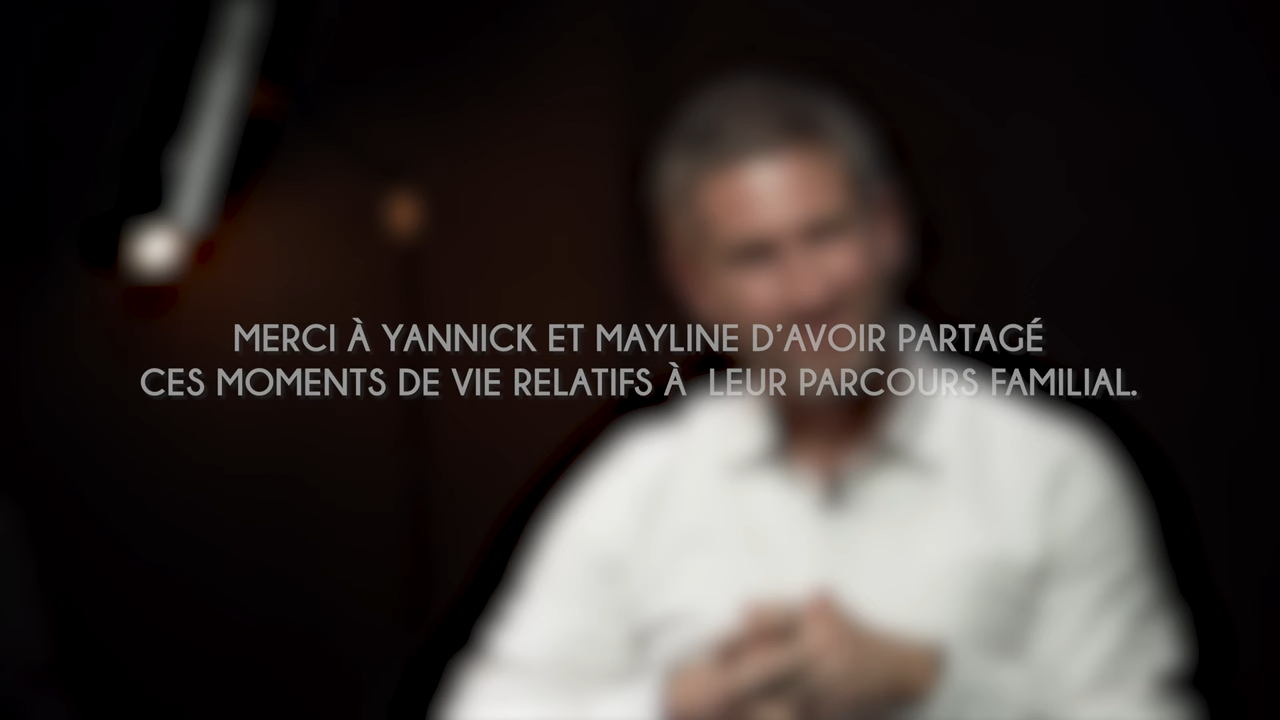 MERCI À YANNICK ET MAYLINE D'AVOIR PARTAGÉ
CES MOMENTS DE VIE RELATIFS À LEUR PARCOURS FAMILIAL.